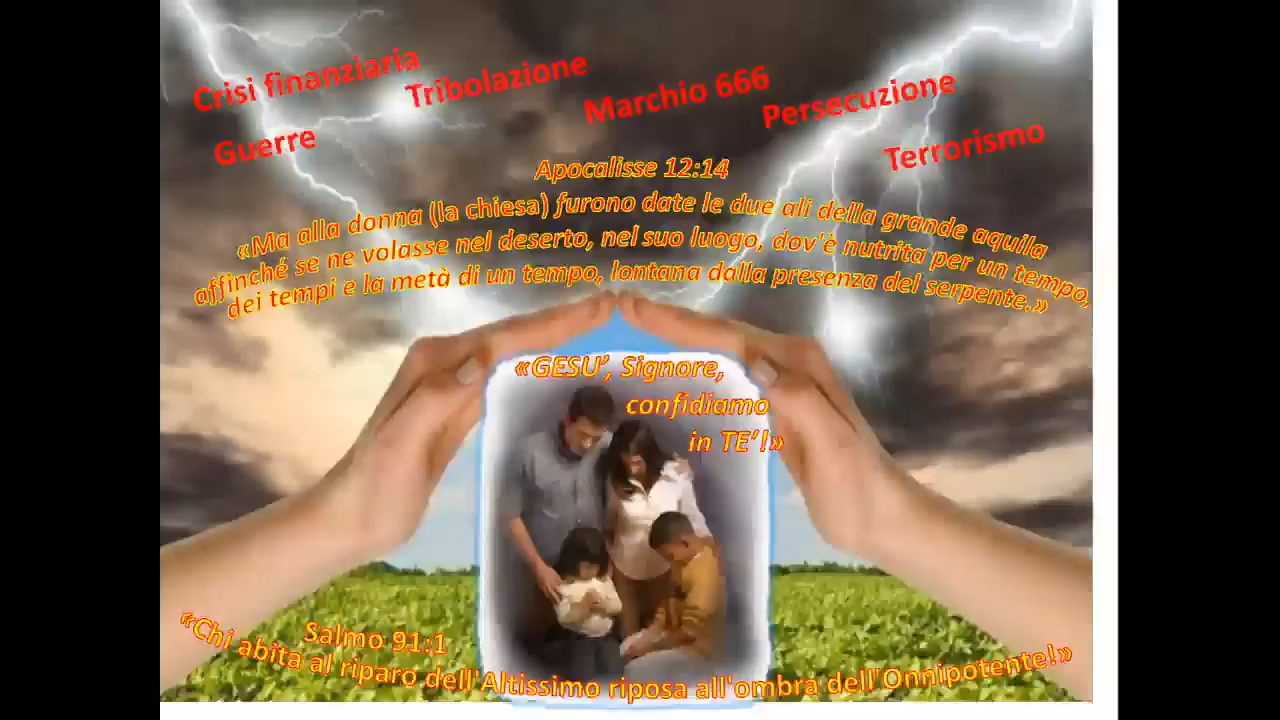 Crisi finanziaria
Tribolazione
Marchio 666
Persecuzione
Guerre
Terrorismo
Apocalisse 12:14
«Ma alla donna (la chiesa) furono date le due ali della grande aquila
affinché se ne volasse nel deserto, nel suo luogo, dov'è nutrita per un tempo,
dei tempi e la metà di un tempo, lontana dalla presenza del serpente.»
«GESU', Signore,
confidiamo
in TE'!»
Salmo 91:1
«Chi abita al riparo dell'Altissimo riposa all'ombra dell'Onnipotente!»